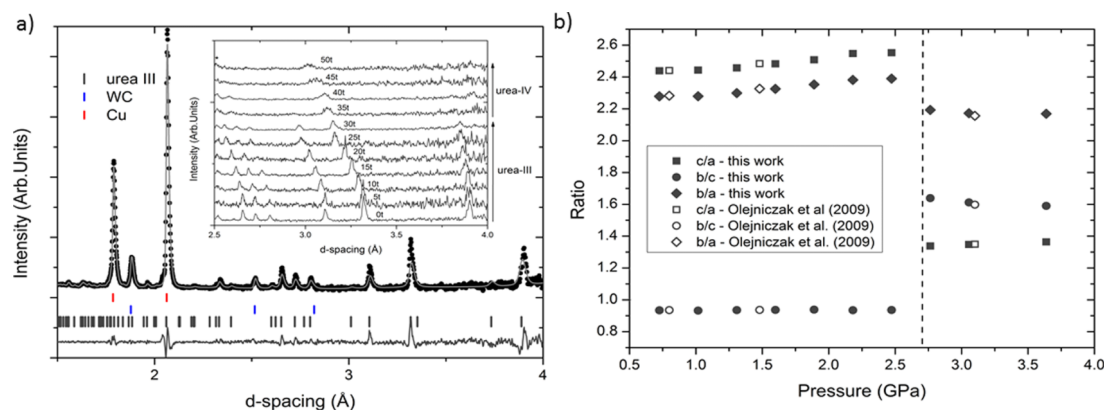 a)
Intensity (Arb.Units)
urea III
WC
Cu
Intensity (Arb.Units)
50t
45t
40t
35t
30t
25t
20t
15t
10t
5t
0t
urea-IV
urea-III
2.5 3.0 3.5 4.0
d-spacing (Å)
2 3 4
d-spacing (Å)
b)
Ratio
2.6
2.4
2.2
2.0
1.8
1.6
1.4
1.2
1.0
0.8
c/a - this work
b/c - this work
b/a - this work
c/a - Olejniczak et al (2009)
b/c - Olejniczak et al. (2009)
b/a - Olejniczak et al. (2009)
0.5 1.0 1.5 2.0 2.5 3.0 3.5 4.0
Pressure (GPa)